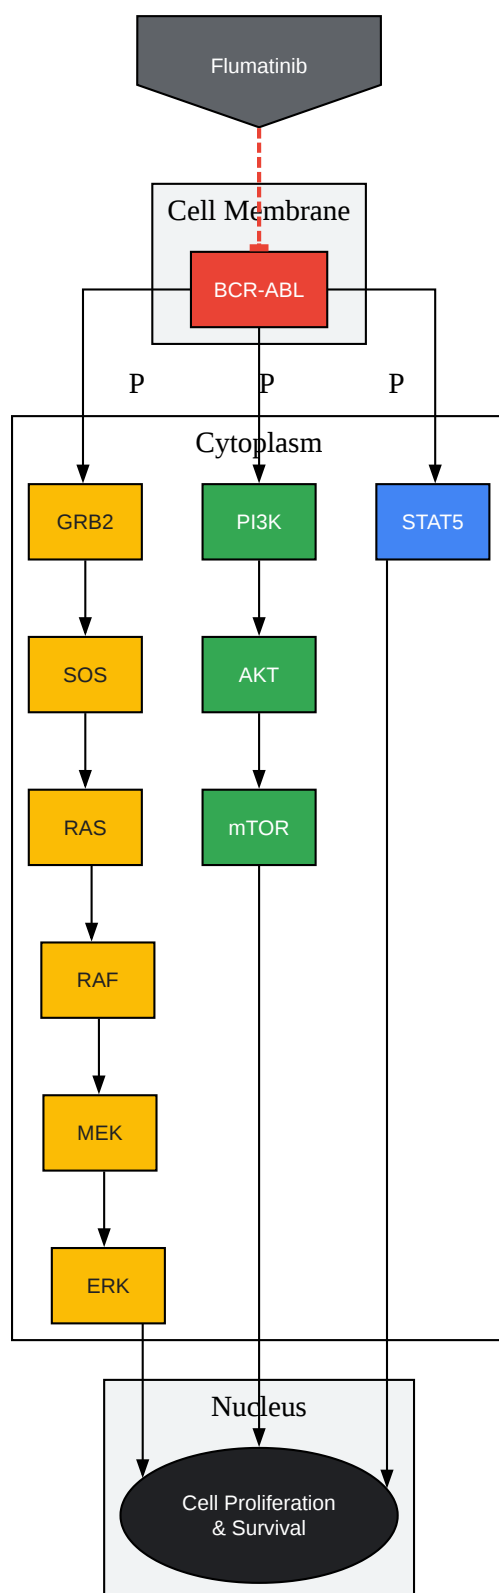 Flumatinib
Cell Membrane
BCR-ABL
P P P
Cytoplasm
GRB2 PI3K STAT5
SOS AKT
RAS mTOR
RAF
MEK
ERK
Nucleus
Cell Proliferation
& Survival